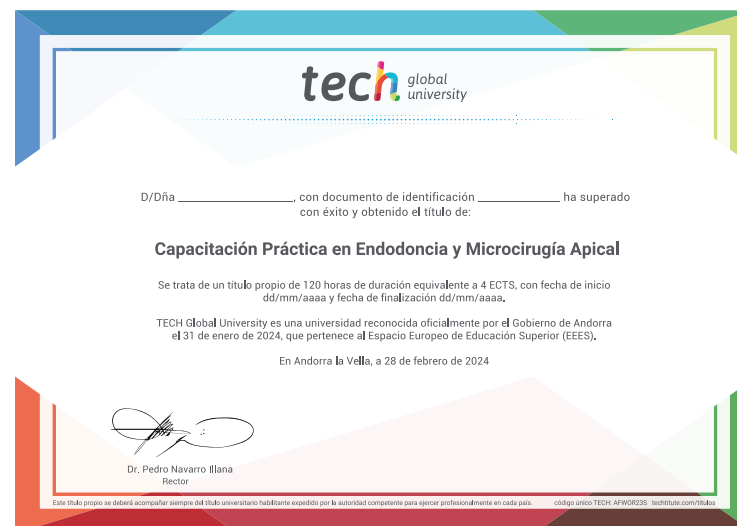 tech global university
D/Dña ____________, con documento de identificación ____________ ha superado
con éxito y obtenido el título de:
Capacitación Práctica en Endodoncia y Microcirugía Apical
Se trata de un título propio de 120 horas de duración equivalente a 4 ECTS, con fecha de inicio
dd/mm/aaaa y fecha de finalización dd/mm/aaaa.
TECH Global University es una universidad reconocida oficialmente por el Gobierno de Andorra
el 31 de enero de 2024, que pertenece al Espacio Europeo de Educación Superior (EEES).
En Andorra la Vella, a 28 de febrero de 2024
Dr. Pedro Navarro Illana
Rector
Este título propio se deberá acompañar siempre del título universitario habilitante expedido por la autoridad competente para ejercer profesionalmente en cada país. código único TECH: AFWOR23S techtitute.com/titulos